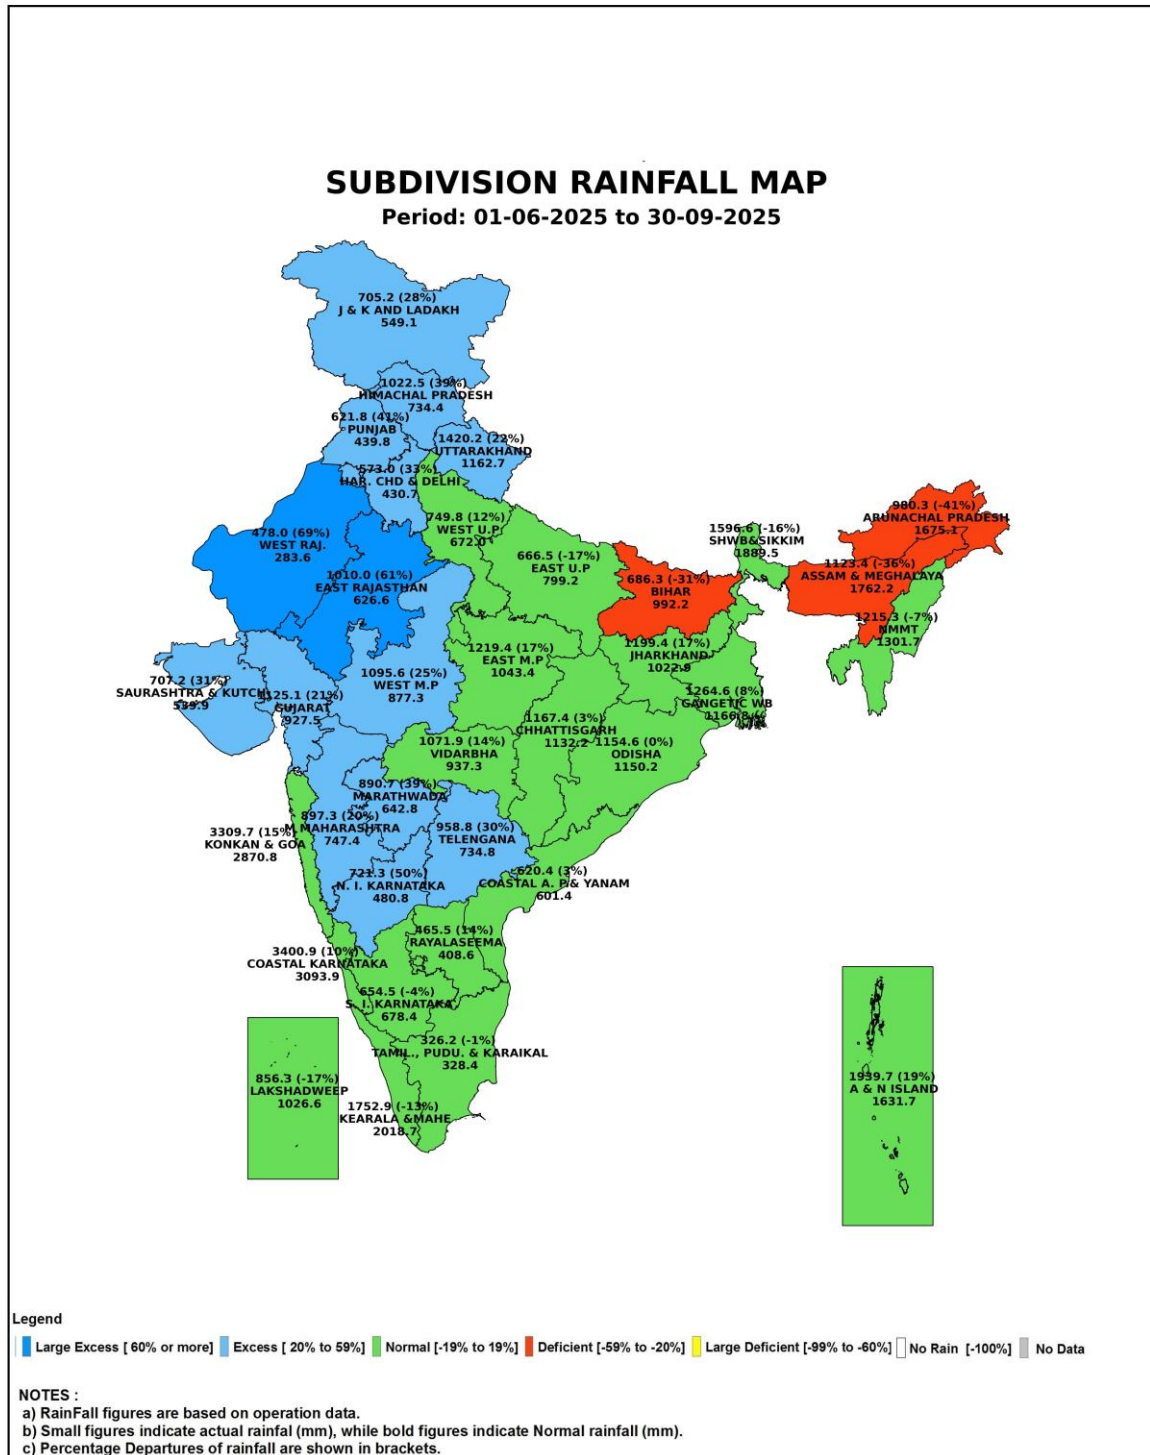 SUBDIVISION RAINFALL MAP
Period: 01-06-2025 to 30-09-2025
705.2 (28%)
J & K AND LADAKH
549.1
1022.5 (39%)
HIMACHAL PRADESH
734.4
621.8 (41%)
PUNJAB
439.8
1420.2 (22%)
UTTARAKHAND
1162.7
573.0 (33%)
HAR. CHD & DELHI
430.7
478.0 (69%)
WEST RAJ.
283.6
749.8 (12%)
WEST U.P
672.0
1010.0 (61%)
EAST RAJASTHAN
626.6
666.5 (-17%)
EAST U.P
799.2
686.3 (-31%)
BIHAR
992.2
1596.6 (-16%)
SHWB&SIKKIM
1889.5
980.3 (-41%)
ARUNACHAL PRADESH
1675.1
1123.4 (-36%)
ASSAM & MEGHALAYA
1762.2
1215.3 (-7%)
NMMT
1301.7
707.2 (31%)
SAURASHTRA & KUTCH
539.9
1125.1 (21%)
GUJARAT
927.5
1095.6 (25%)
WEST M.P
877.3
1219.4 (17%)
EAST M.P
1043.4
1199.4 (17%)
JHARKHAND
1022.9
1264.6 (8%)
GANGETIC WB
1166.8
1167.4 (3%)
CHHATTISGARH
1132.2
1154.6 (0%)
ODISHA
1150.2
1071.9 (14%)
VIDARBHA
937.3
890.7 (39%)
MARATHWADA
642.8
897.3 (20%)
M MAHARASHTRA
747.4
3309.7 (15%)
KONKAN & GOA
2870.8
958.8 (30%)
TELENGANA
734.8
721.3 (50%)
N. I. KARNATAKA
480.8
620.4 (3%)
COASTAL A. P.& YANAM
601.4
465.5 (14%)
RAYALASEEMA
408.6
3400.9 (10%)
COASTAL KARNATAKA
3093.9
654.5 (-4%)
S. I. KARNATAKA
678.4
326.2 (-1%)
TAMIL., PUDU. & KARAIKAL
328.4
856.3 (-17%)
LAKSHADWEEP
1026.6
1752.9 (-13%)
KEARALA &MAHE
2018.7
1939.7 (19%)
A & N ISLAND
1631.7
Legend
Large Excess [ 60% or more] Excess [ 20% to 59%] Normal [-19% to 19%] Deficient [-59% to -20%] Large Deficient [-99% to -60%] No Rain [-100%] No Data
NOTES :
a) RainFall figures are based on operation data.
b) Small figures indicate actual rainfal (mm), while bold figures indicate Normal rainfall (mm).
c) Percentage Departures of rainfall are shown in brackets.